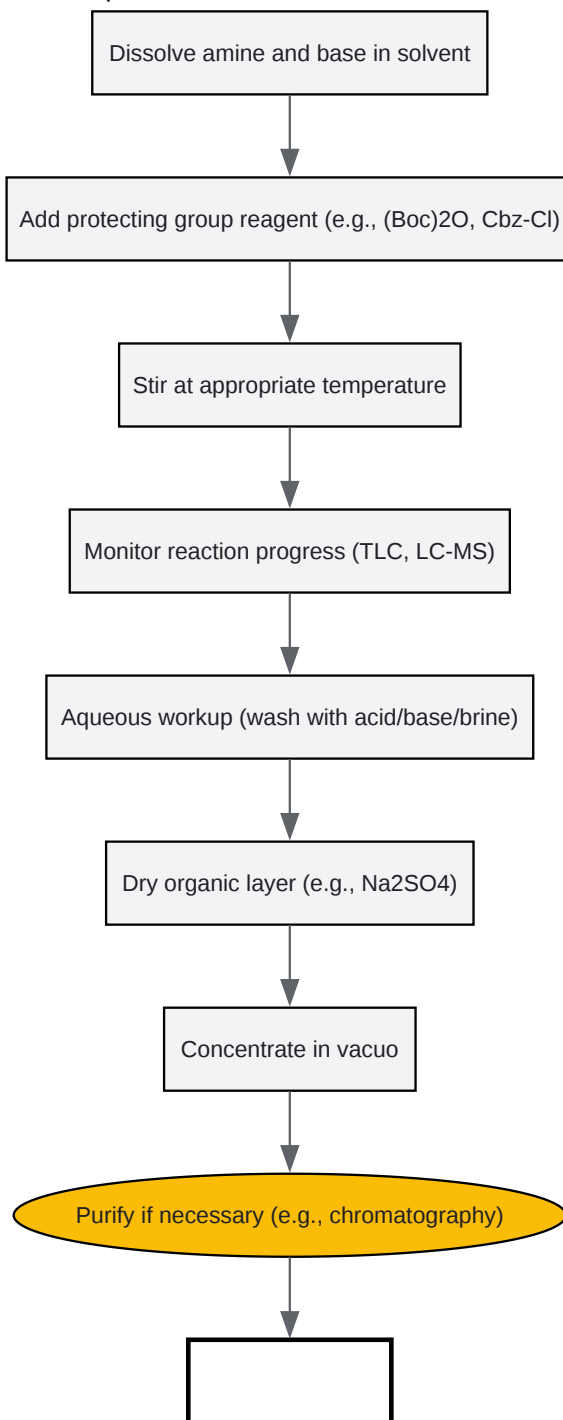 Dissolve amine and base in solvent
Add protecting group reagent (e.g., (Boc)2O, Cbz-Cl)
Stir at appropriate temperature
Monitor reaction progress (TLC, LC-MS)
Aqueous workup (wash with acid/base/brine)
Dry organic layer (e.g., Na2SO4)
Concentrate in vacuo
Purify if necessary (e.g., chromatography)